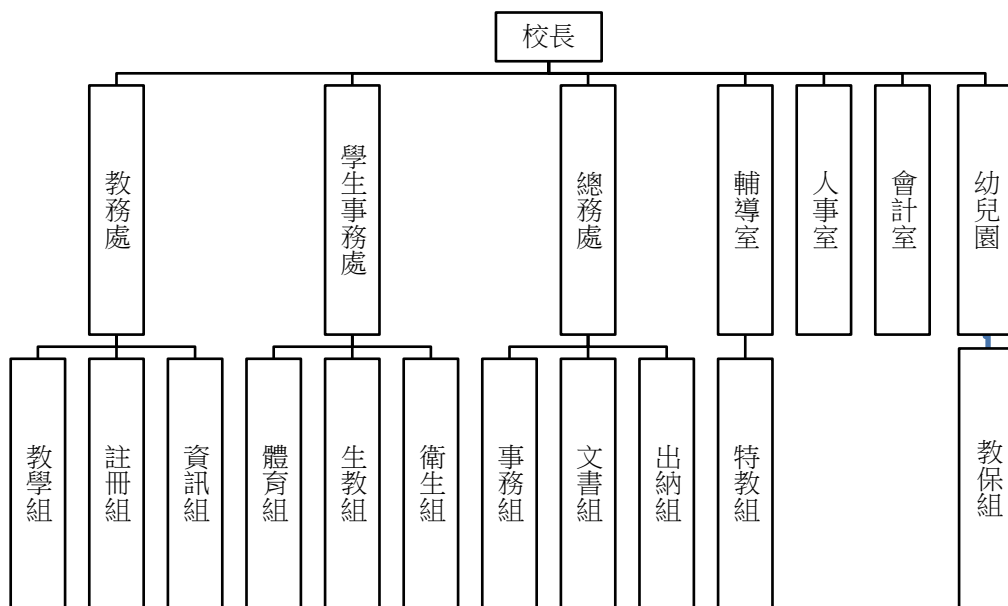 校長
教務處
學生事務處
總務處
輔導室
人事室
會計室
幼兒園
教學組
註冊組
資訊組
體育組
生教組
衛生組
事務組
文書組
出納組
特教組
教保組